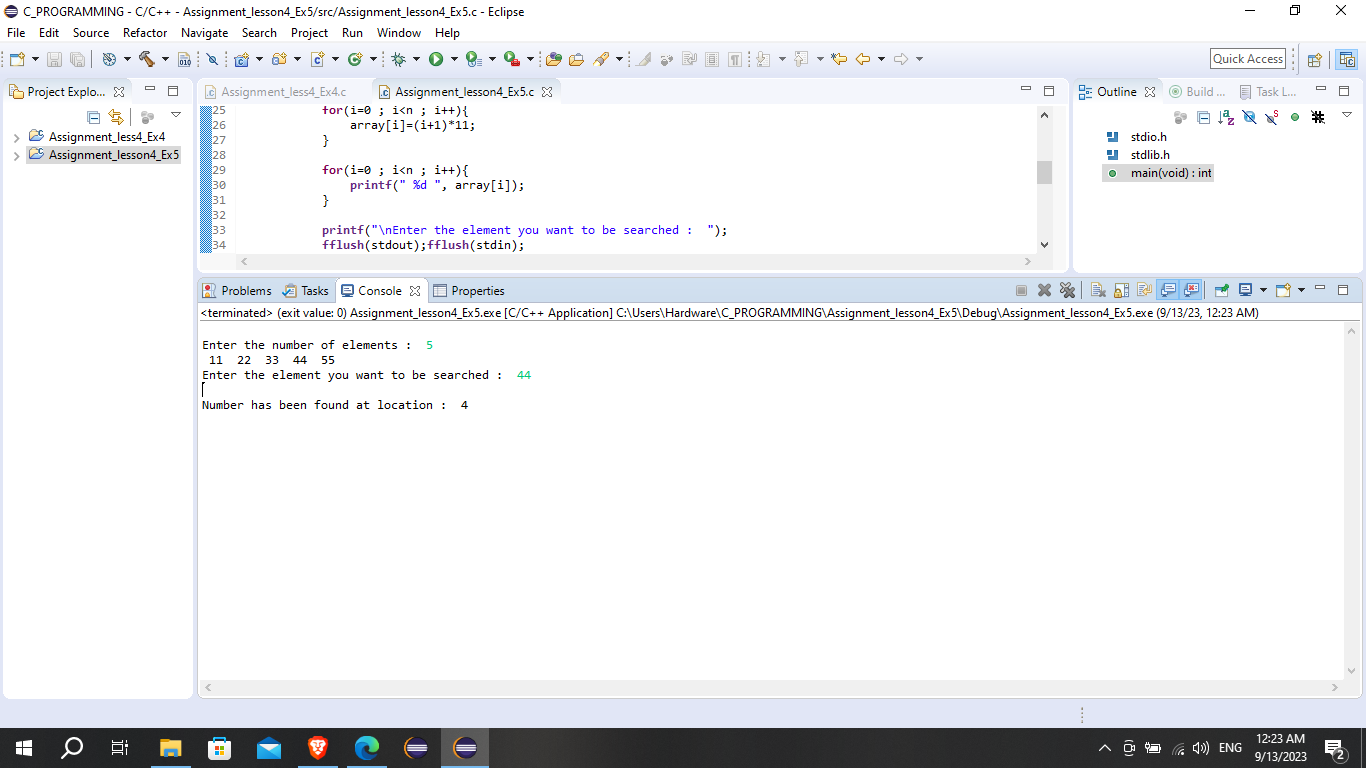 C_PROGRAMMING - C/C++ - Assignment_lesson4_Ex5/src/Assignment_lesson4_Ex5.c - Eclipse
File Edit Source Refactor Navigate Search Project Run Window Help
Quick Access
Project Explo...
Assignment_less4_Ex4
Assignment_lesson4_Ex5
Assignment_less4_Ex4.c Assignment_lesson4_Ex5.c
25 for(i=0 ; i<n ; i++){
26 array[i]=(i+1)*11;
27 }
28
29 for(i=0 ; i<n ; i++){
30 printf(" %d ", array[i]);
31 }
32
33 printf("\nEnter the element you want to be searched :  ");
34 fflush(stdout);fflush(stdin);
Outline Build ... Task L...
stdio.h
stdlib.h
main(void) : int
Problems Tasks Console Properties
<terminated> (exit value: 0) Assignment_lesson4_Ex5.exe [C/C++ Application] C:\Users\Hardware\C_PROGRAMMING\Assignment_lesson4_Ex5\Debug\Assignment_lesson4_Ex5.exe (9/13/23, 12:23 AM)
Enter the number of elements :  5
 11  22  33  44  55
Enter the element you want to be searched :  44
Number has been found at location :  4
ENG
12:23 AM
9/13/2023
2